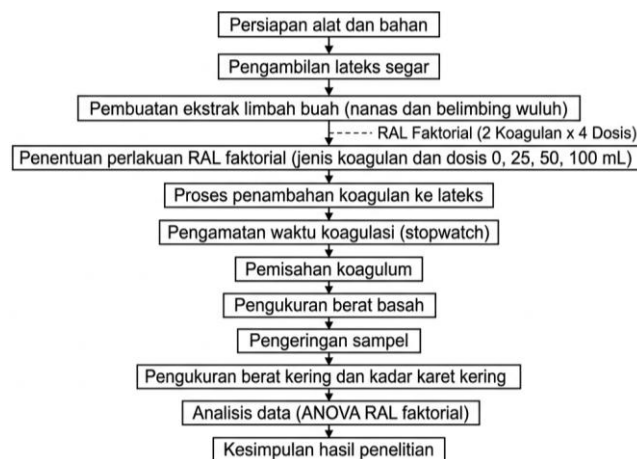 Persiapan alat dan bahan
Pengambilan lateks segar
Pembuatan ekstrak limbah buah (nanas dan belimbing wuluh)
RAL Faktorial (2 Koagulan x 4 Dosis)
Penentuan perlakuan RAL faktorial (jenis koagulan dan dosis 0, 25, 50, 100 mL)
Proses penambahan koagulan ke lateks
Pengamatan waktu koagulasi (stopwatch)
Pemisahan koagulum
Pengukuran berat basah
Pengeringan sampel
Pengukuran berat kering dan kadar karet kering
Analisis data (ANOVA RAL faktorial)
Kesimpulan hasil penelitian